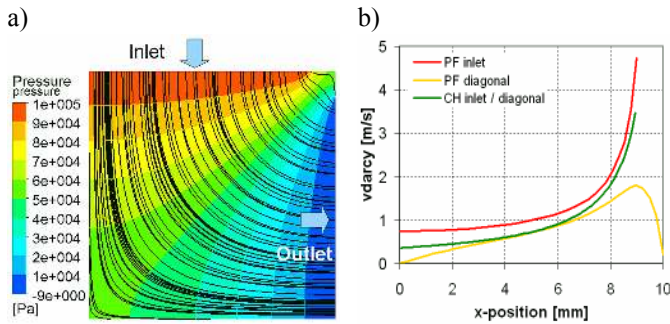 a)
Inlet
Pressure
pressure
1e+005
9e+004
8e+004
7e+004
6e+004
5e+004
4e+004
3e+004
2e+004
1e+004
-9e+000
[Pa]
Outlet
b)
PF inlet
PF diagonal
CH inlet / diagonal
vdarcy [m/s]
5
4
3
2
1
0
0 2 4 6 8 10
x-position [mm]